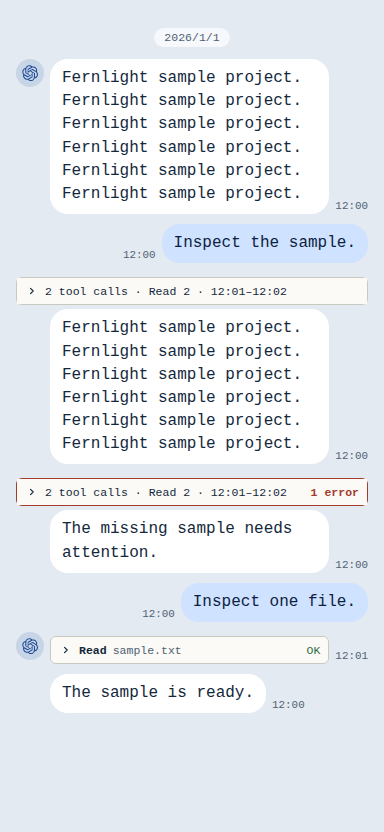 2026/1/1
Fernlight sample project.
Fernlight sample project.
Fernlight sample project.
Fernlight sample project.
Fernlight sample project.
Fernlight sample project.
12:00
Inspect the sample.
12:00
2 tool calls · Read 2 · 12:01–12:02
Fernlight sample project.
Fernlight sample project.
Fernlight sample project.
Fernlight sample project.
Fernlight sample project.
Fernlight sample project.
12:00
2 tool calls · Read 2 · 12:01–12:02 1 error
The missing sample needs
attention.
12:00
Inspect one file.
12:00
Read sample.txt OK
12:01
The sample is ready.
12:00